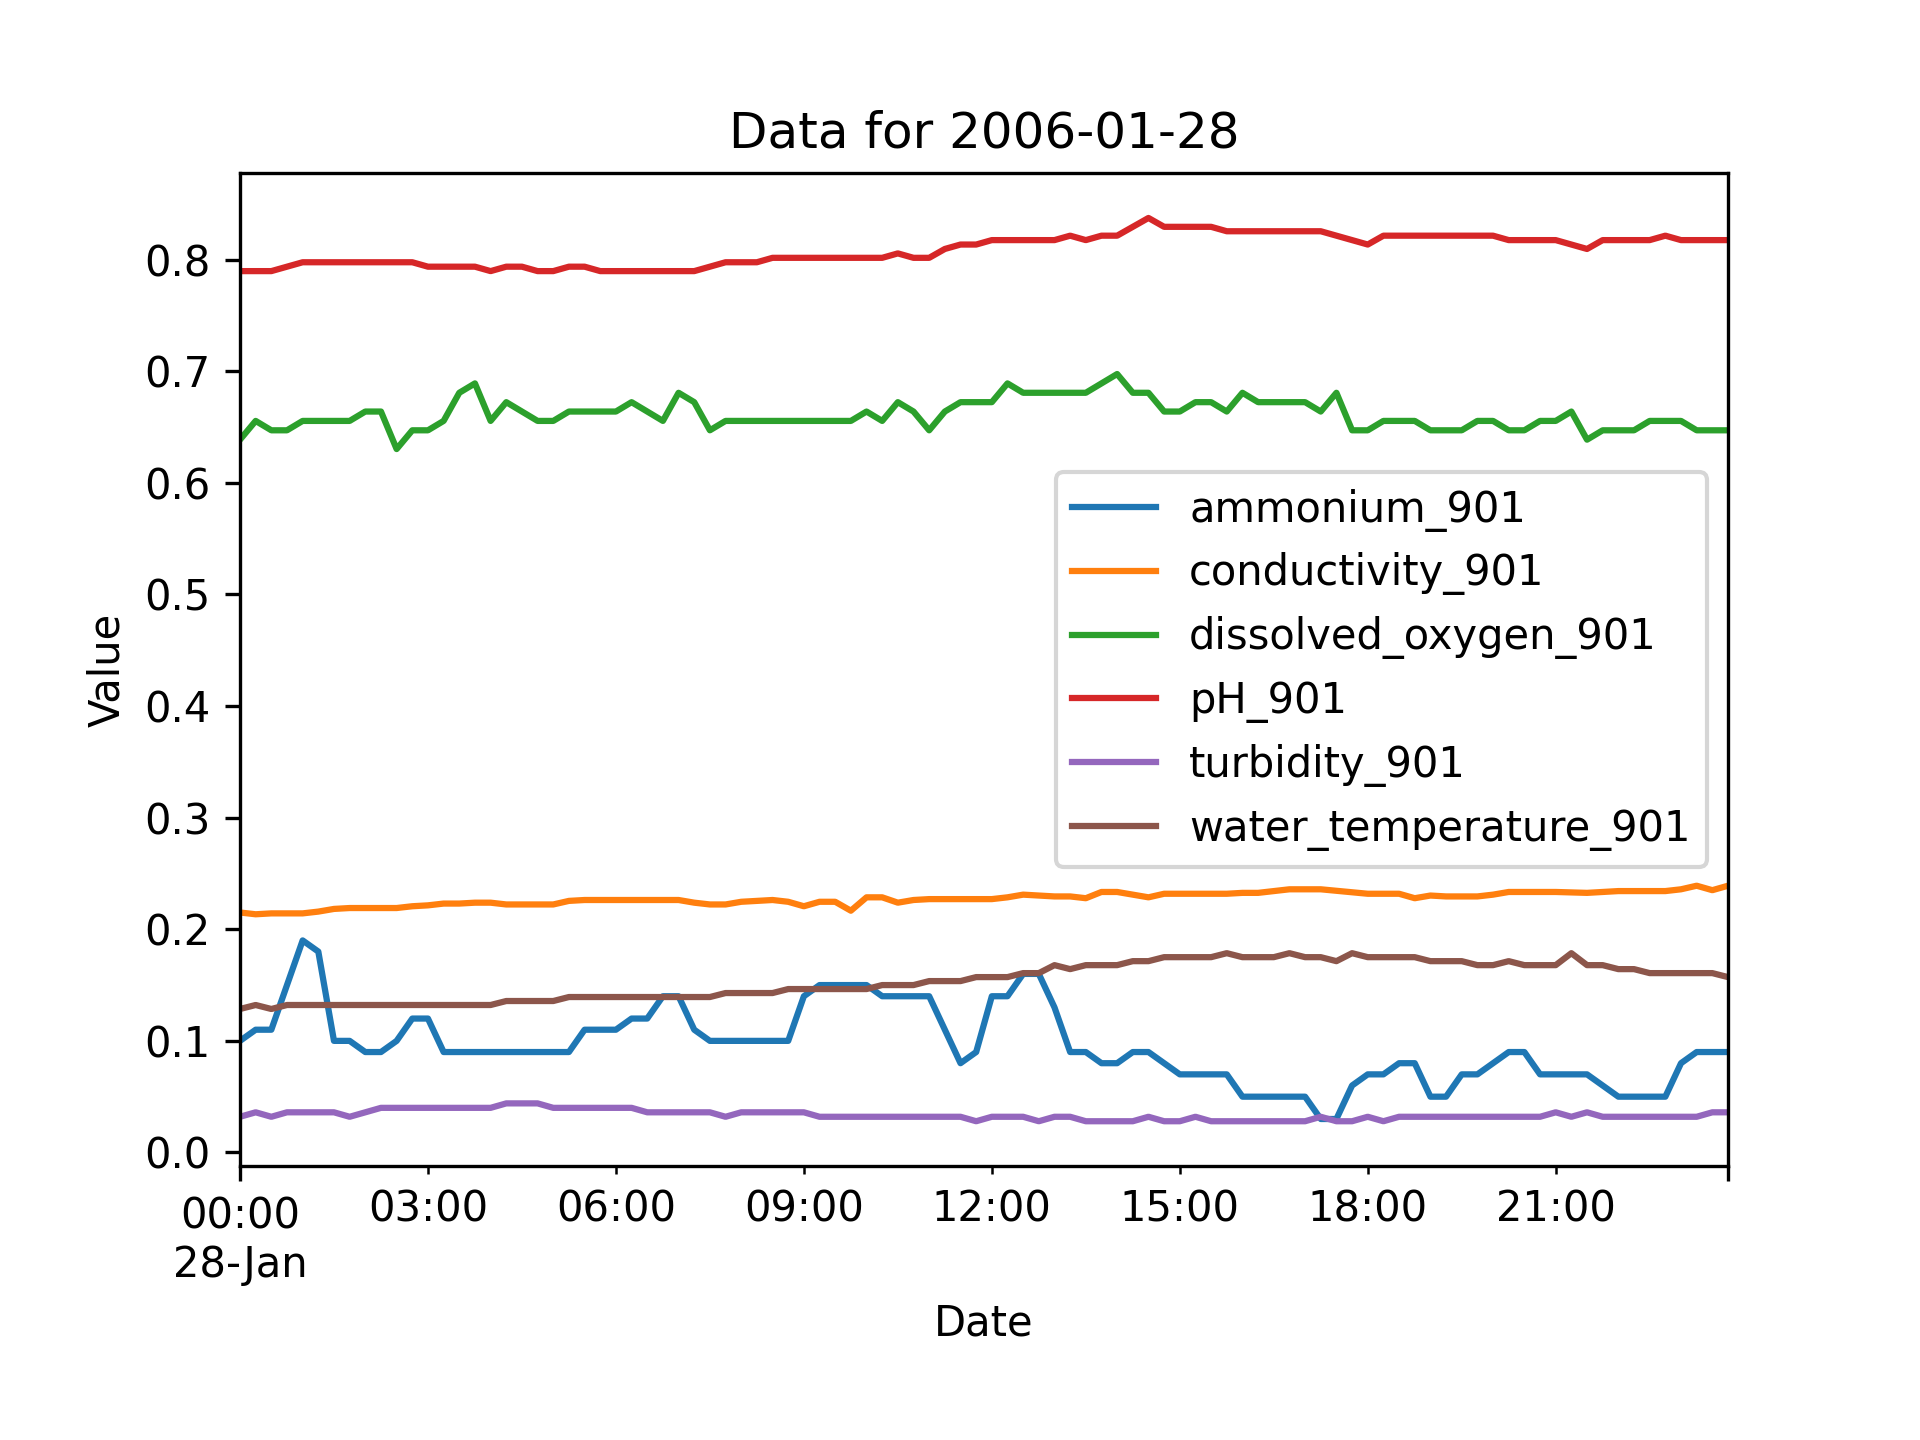 Data for 2006-01-28
Value
0.8
0.7
0.6
0.5
0.4
0.3
0.2
0.1
0.0
ammonium_901
conductivity_901
dissolved_oxygen_901
pH_901
turbidity_901
water_temperature_901
00:00 03:00 06:00 09:00 12:00 15:00 18:00 21:00
28-Jan
Date